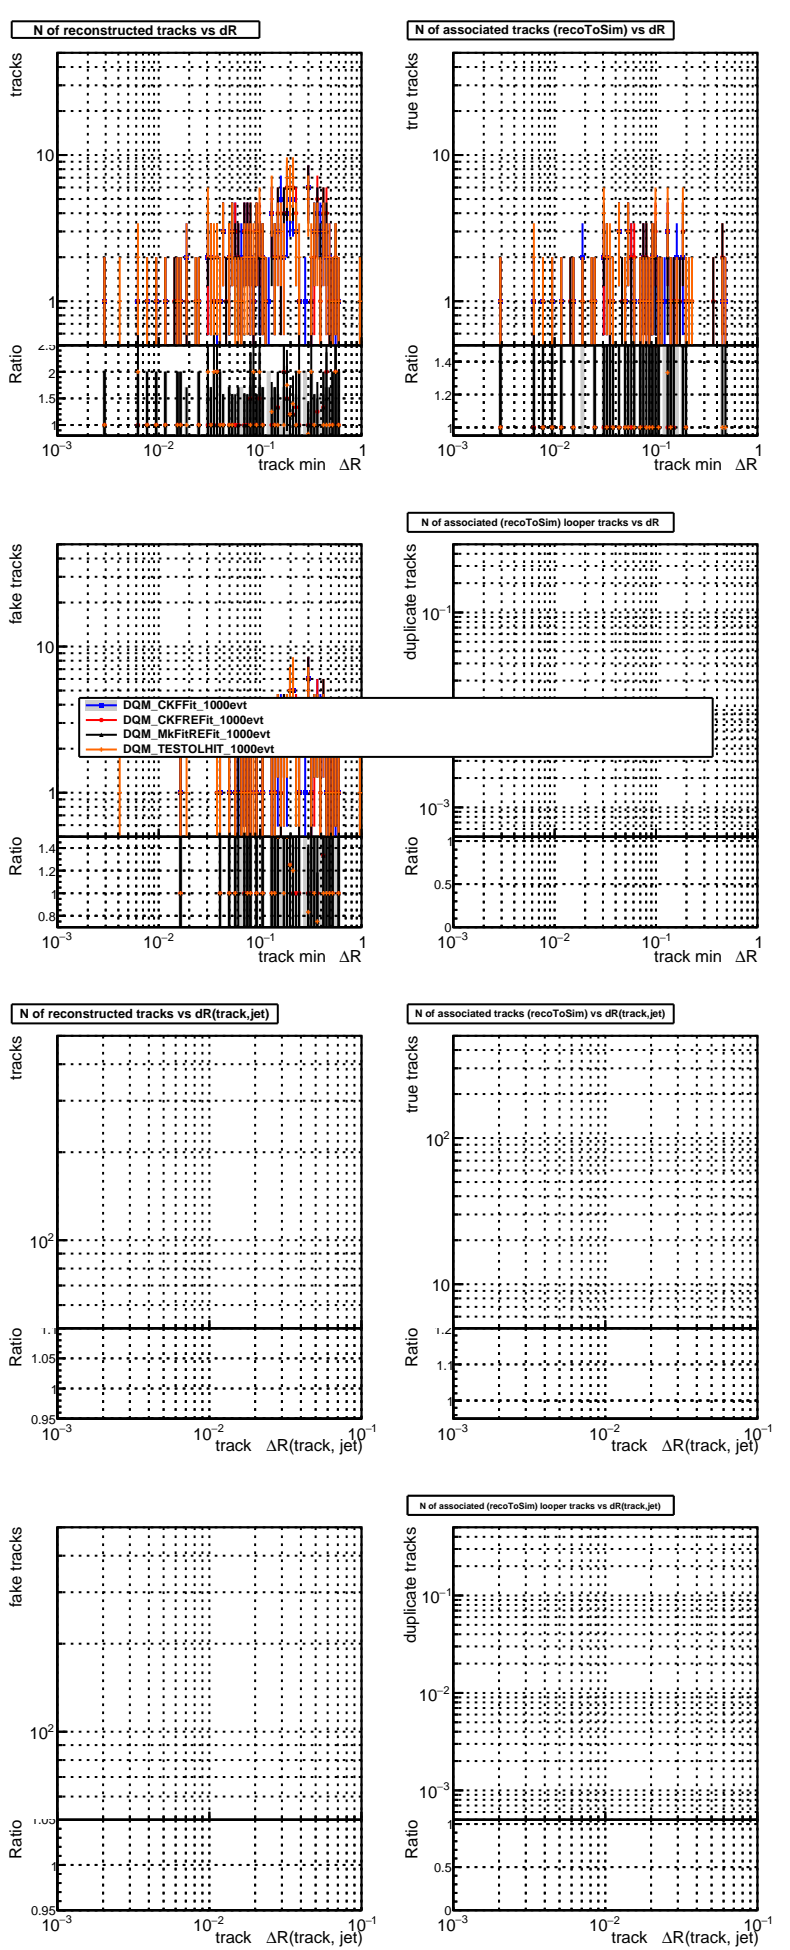 N of reconstructed tracks vs dR
tracks
10
1
Ratio
2.5
2
1.5
1
10−3
10−2
10−1
1
track min ΔR
N of associated tracks (recoToSim) vs dR
true tracks
10
1
Ratio
1.4
1.2
1
10−3
10−2
10−1
1
track min ΔR
fake tracks
10
1
Ratio
1.4
1.2
1
0.8
10−3
10−2
10−1
1
track min ΔR
N of associated (recoToSim) looper tracks vs dR
duplicate tracks
10−1
10−3
Ratio
1
0.5
0
10−3
10−2
10−1
1
track min ΔR
DQM_CKFFit_1000evt
DQM_CKFREFit_1000evt
DQM_MkFitREFit_1000evt
DQM_TESTOLHIT_1000evt
N of reconstructed tracks vs dR(track,jet)
tracks
10²
Ratio
1.1
1.05
1
0.95
10−3
10−2
10−1
track ΔR(track, jet)
N of associated tracks (recoToSim) vs dR(track,jet)
true tracks
10²
10
Ratio
1.2
1.1
1
10−3
10−2
10−1
track ΔR(track, jet)
fake tracks
10²
Ratio
1.05
1
0.95
10−3
10−2
10−1
track ΔR(track, jet)
N of associated (recoToSim) looper tracks vs dR(track,jet)
duplicate tracks
10−1
10−2
10−3
Ratio
1
0.5
0
10−3
10−2
10−1
track ΔR(track, jet)